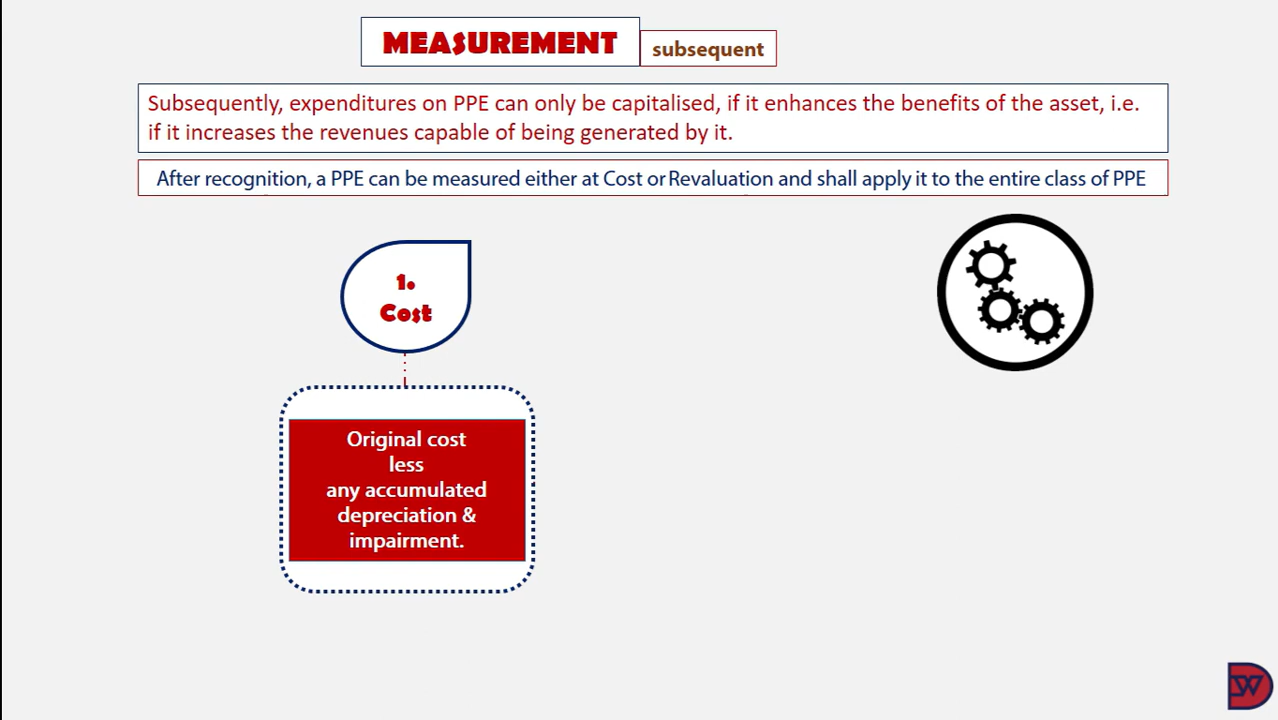 MEASUREMENT subsequent
Subsequently, expenditures on PPE can only be capitalised, if it enhances the benefits of the asset, i.e.
if it increases the revenues capable of being generated by it.
After recognition, a PPE can be measured either at Cost or Revaluation and shall apply it to the entire class of PPE
1.
Cost
Original cost
less
any accumulated
depreciation &
impairment.
DW